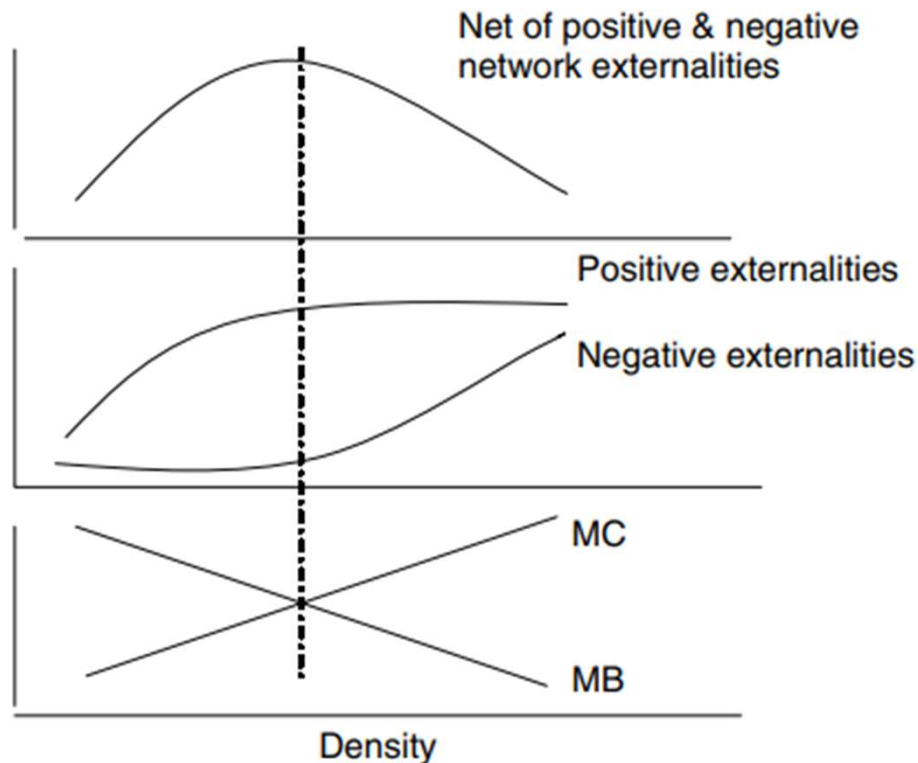 Net of positive & negative
network externalities
Positive externalities
Negative externalities
MC
MB
Density